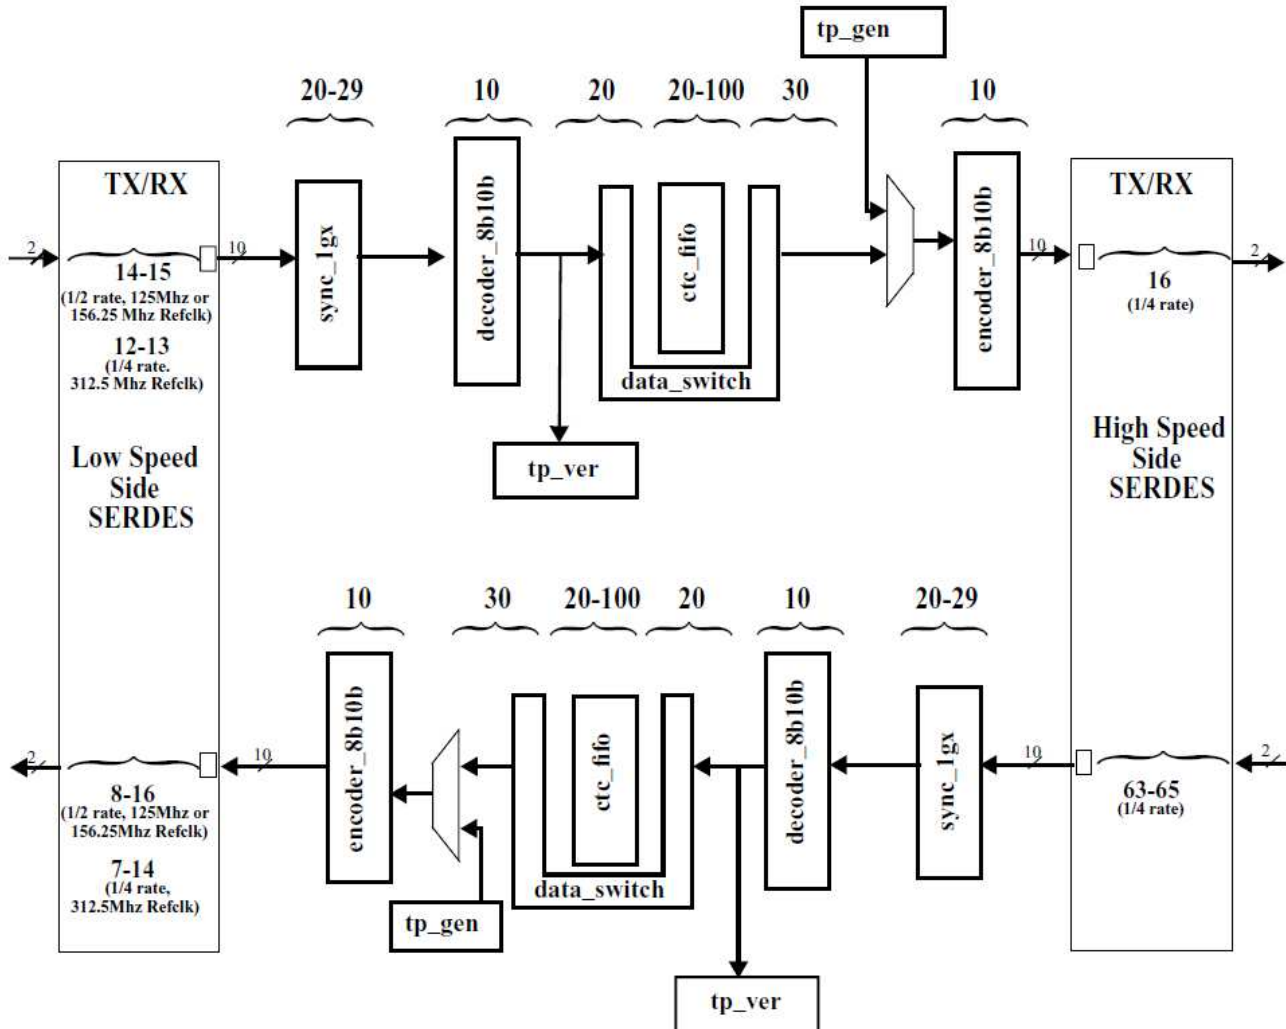 tp_gen
20-29
10
20
20-100
30
10
TX/RX
TX/RX
sync_1gx
decoder_8b10b
ctc_fifo
encoder_8b10b
2
10
10
2
14-15
(1/2 rate, 125Mhz or
156.25 Mhz Refclk)
12-13
(1/4 rate.
312.5 Mhz Refclk)
16
(1/4 rate)
data_switch
tp_ver
Low Speed
Side
SERDES
High Speed
Side
SERDES
10
30
20-100
20
10
20-29
encoder_8b10b
ctc_fifo
decoder_8b10b
sync_1gx
2
10
10
2
8-16
(1/2 rate, 125Mhz or
156.25Mhz Refclk)
7-14
(1/4 rate,
312.5Mhz Refclk)
63-65
(1/4 rate)
data_switch
tp_gen
tp_ver